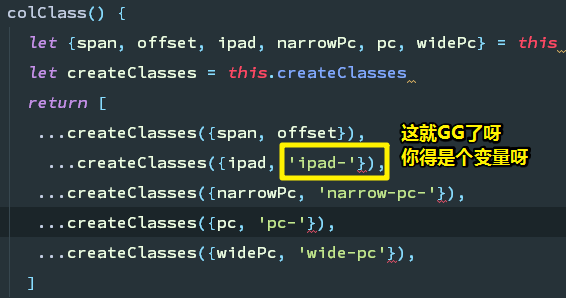 colClass() {
let {span, offset, ipad, narrowPc, pc, widePc} = this
let createClasses = this.createClasses
return [
...createClasses({span, offset}),
...createClasses({ipad, 'ipad-'}),
...createClasses({narrowPc, 'narrow-pc-'}),
...createClasses({pc, 'pc-'}),
...createClasses({widePc, 'wide-pc'}),
]
这就GG了呀
你得是个变量呀